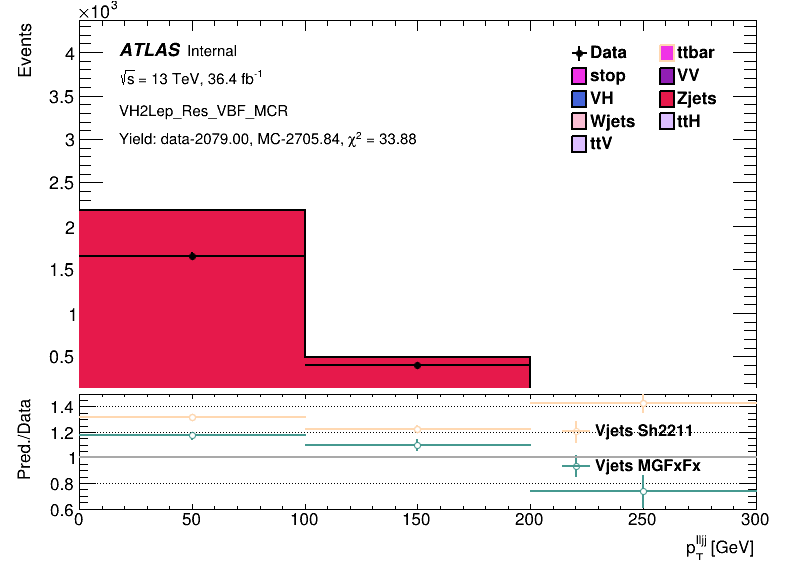 ×10³
Events
4
3.5
3
2.5
2
1.5
1
0.5
ATLAS Internal
√s = 13 TeV, 36.4 fb⁻¹
VH2Lep_Res_VBF_MCR
Yield: data-2079.00, MC-2705.84, χ² = 33.88
Data
ttbar
stop
VV
VH
Zjets
Wjets
ttH
ttV
Pred./Data
1.4
1.2
1
0.8
0.6
Vjets Sh2211
Vjets MGFxFx
0 50 100 150 200 250 300
p_T^lljj [GeV]